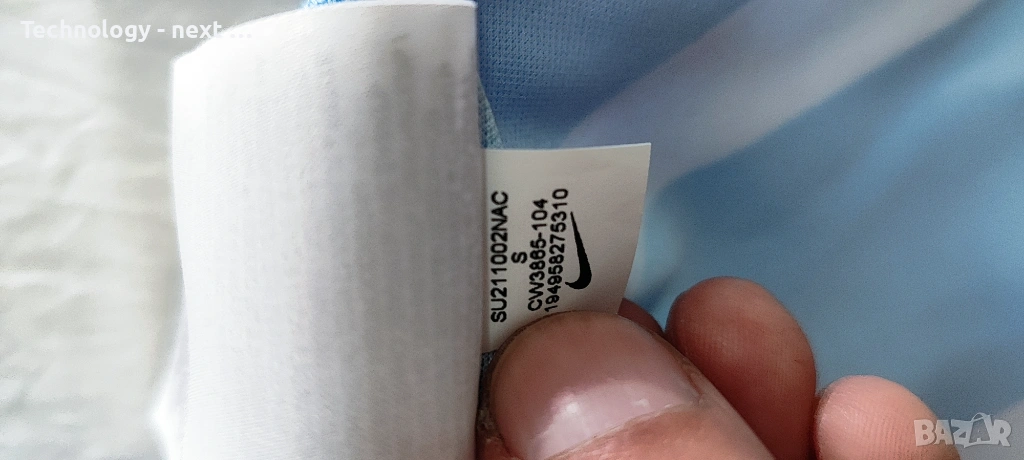 Technology - next...
SU211002NAC
S
CW3865-104
194958275310
BAZAR